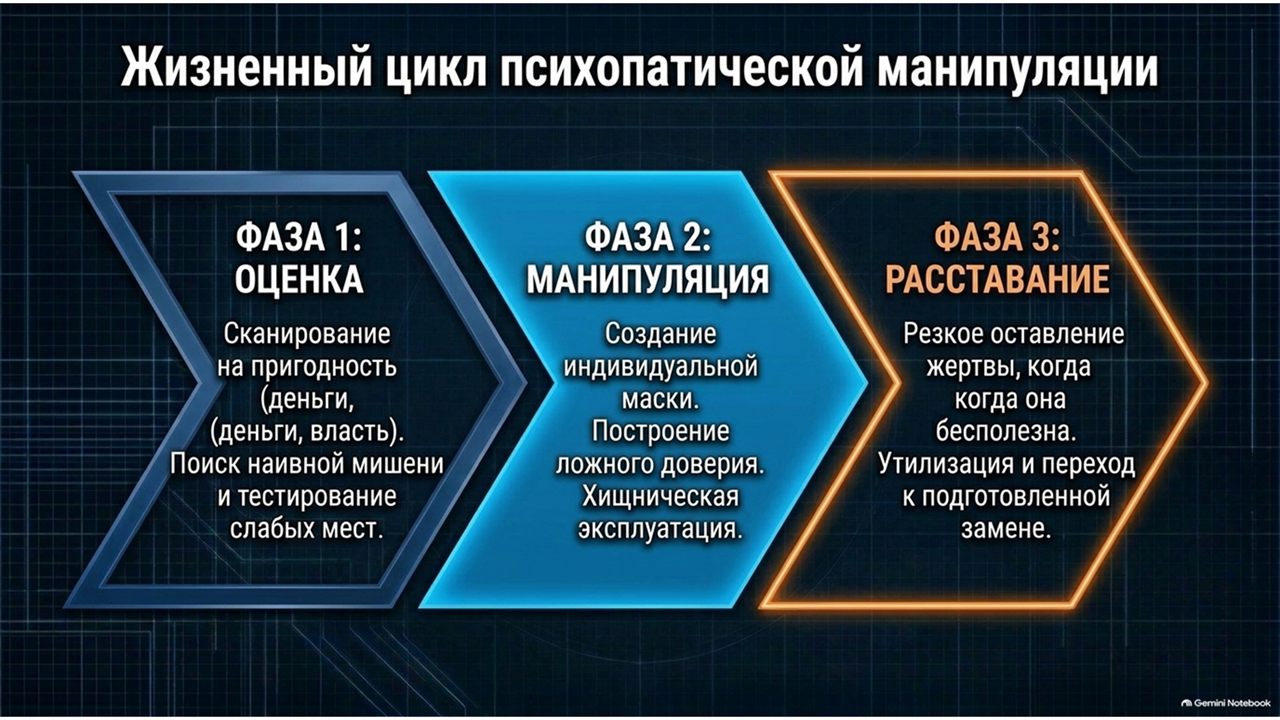 Жизненный цикл психопатической манипуляции
ФАЗА 1:
ОЦЕНКА
Сканирование
на пригодность
(деньги,
(деньги, власть).
Поиск наивной мишени
и тестирование
слабых мест.
ФАЗА 2:
МАНИПУЛЯЦИЯ
Создание
индивидуальной
маски.
Построение
ложного доверия.
Хищническая
эксплуатация.
ФАЗА 3:
РАССТАВАНИЕ
Резкое оставление
жертвы, когда
когда она
бесполезна.
Утилизация и переход
к подготовленной
замене.
Gemini Notebook